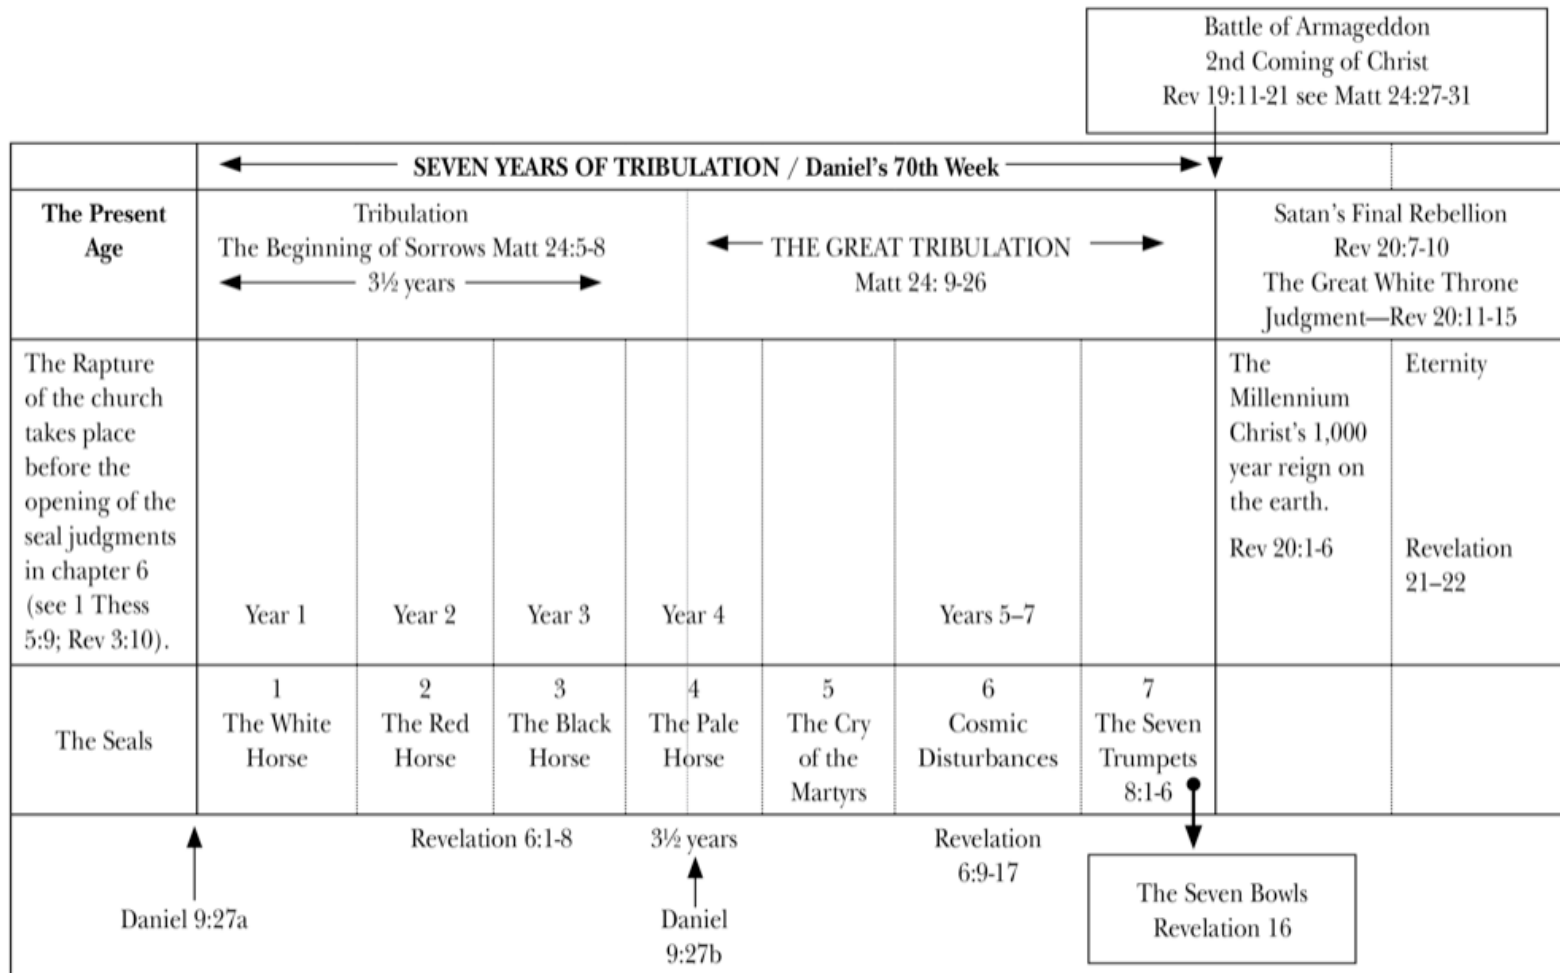 Battle of Armageddon
2nd Coming of Christ
Rev 19:11-21 see Matt 24:27-31
SEVEN YEARS OF TRIBULATION / Daniel's 70th Week
The Present
Age
Tribulation
The Beginning of Sorrows Matt 24:5-8
3½ years
THE GREAT TRIBULATION
Matt 24: 9-26
Satan's Final Rebellion
Rev 20:7-10
The Great White Throne
Judgment—Rev 20:11-15
The Rapture
of the church
takes place
before the
opening of the
seal judgments
in chapter 6
(see 1 Thess
5:9; Rev 3:10).
Year 1
Year 2
Year 3
Year 4
Years 5–7
The
Millennium
Christ's 1,000
year reign on
the earth.
Rev 20:1-6
Eternity
Revelation
21–22
The Seals
1
The White
Horse
2
The Red
Horse
3
The Black
Horse
4
The Pale
Horse
5
The Cry
of the
Martyrs
6
Cosmic
Disturbances
7
The Seven
Trumpets
8:1-6
Revelation 6:1-8
3½ years
Revelation
6:9-17
Daniel 9:27a
Daniel
9:27b
The Seven Bowls
Revelation 16